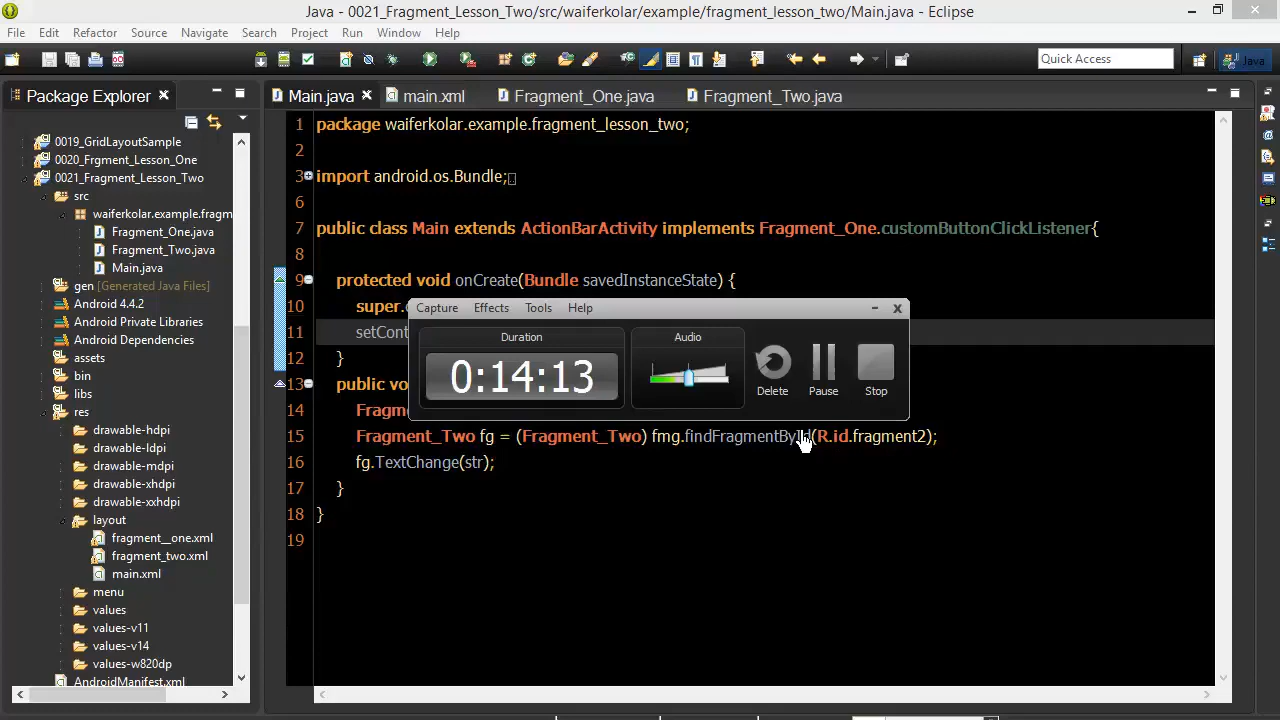 Java - 0021_Fragment_Lesson_Two/src/waiferkolar/example/fragment_lesson_two/Main.java - Eclipse
File Edit Refactor Source Navigate Search Project Run Window Help
Quick Access
Java
Package Explorer
Main.java main.xml Fragment_One.java Fragment_Two.java
0019_GridLayoutSample
0020_Frgment_Lesson_One
0021_Fragment_Lesson_Two
src
waiferkolar.example.fragm
Fragment_One.java
Fragment_Two.java
Main.java
gen [Generated Java Files]
Android 4.4.2
Android Private Libraries
Android Dependencies
assets
bin
libs
res
drawable-hdpi
drawable-ldpi
drawable-mdpi
drawable-xhdpi
drawable-xxhdpi
layout
fragment__one.xml
fragment_two.xml
main.xml
menu
values
values-v11
values-v14
values-w820dp
AndroidManifest.xml
1 package waiferkolar.example.fragment_lesson_two;
2
3 import android.os.Bundle;
6
7 public class Main extends ActionBarActivity implements Fragment_One.customButtonClickListener{
8
9 protected void onCreate(Bundle savedInstanceState) {
10 super.
11 setCont
12 }
13 public vo
14 Fragm
15 Fragment_Two fg = (Fragment_Two) fmg.findFragmentById(R.id.fragment2);
16 fg.TextChange(str);
17 }
18 }
19
Capture Effects Tools Help
Duration
0:14:13
Audio
Delete Pause Stop